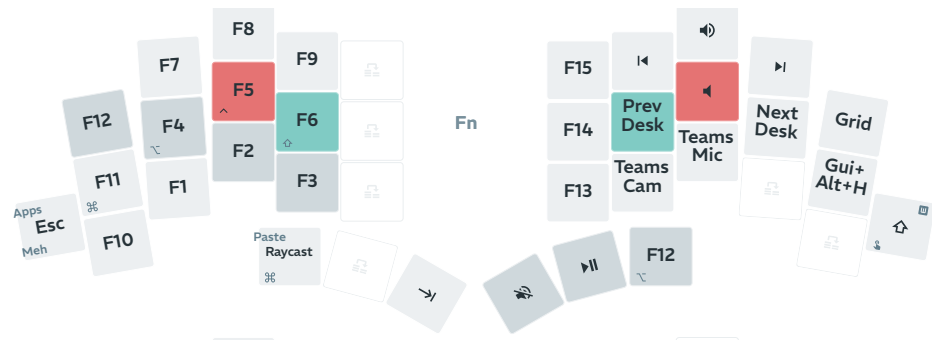 F8
F7
F9
F5
^
F12
F4
⌥
F6
⇧
F2
F11
⌘
F1
F3
Apps
Esc
Meh
F10
Paste
Raycast
⌘
Fn
F15
F14
Prev
Desk
Next
Desk
Grid
Teams
Mic
F13
Teams
Cam
Gui+
Alt+H
F12
⌥